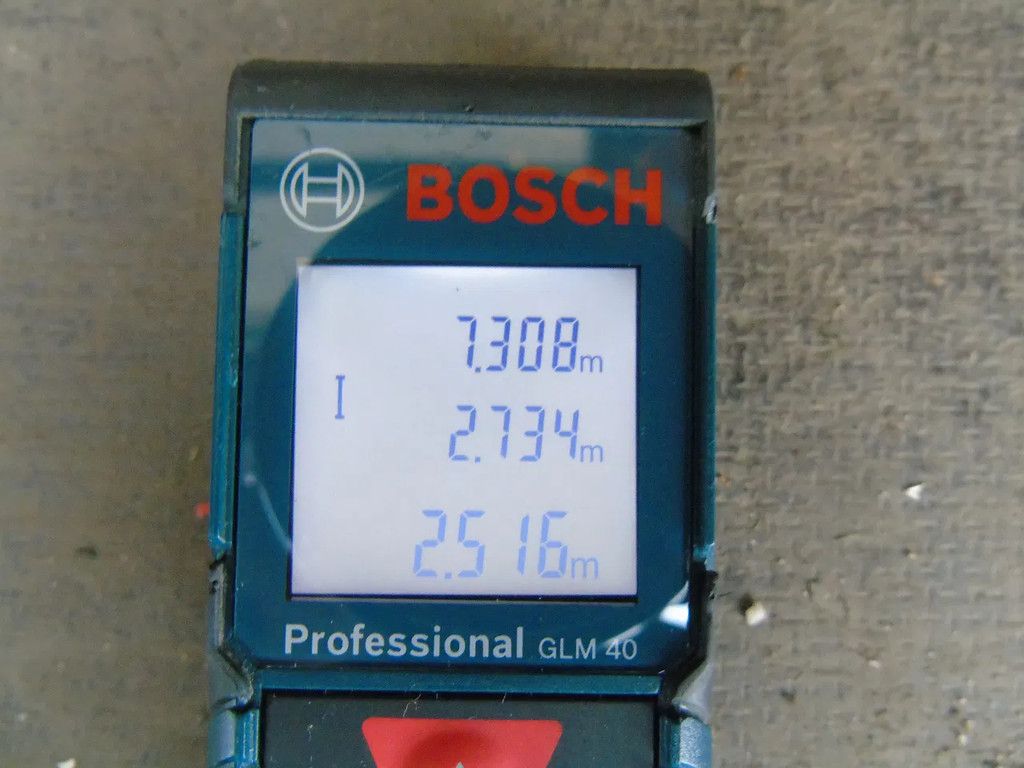 BOSCH
7.308m
2.734m
2.516m
Professional GLM 40